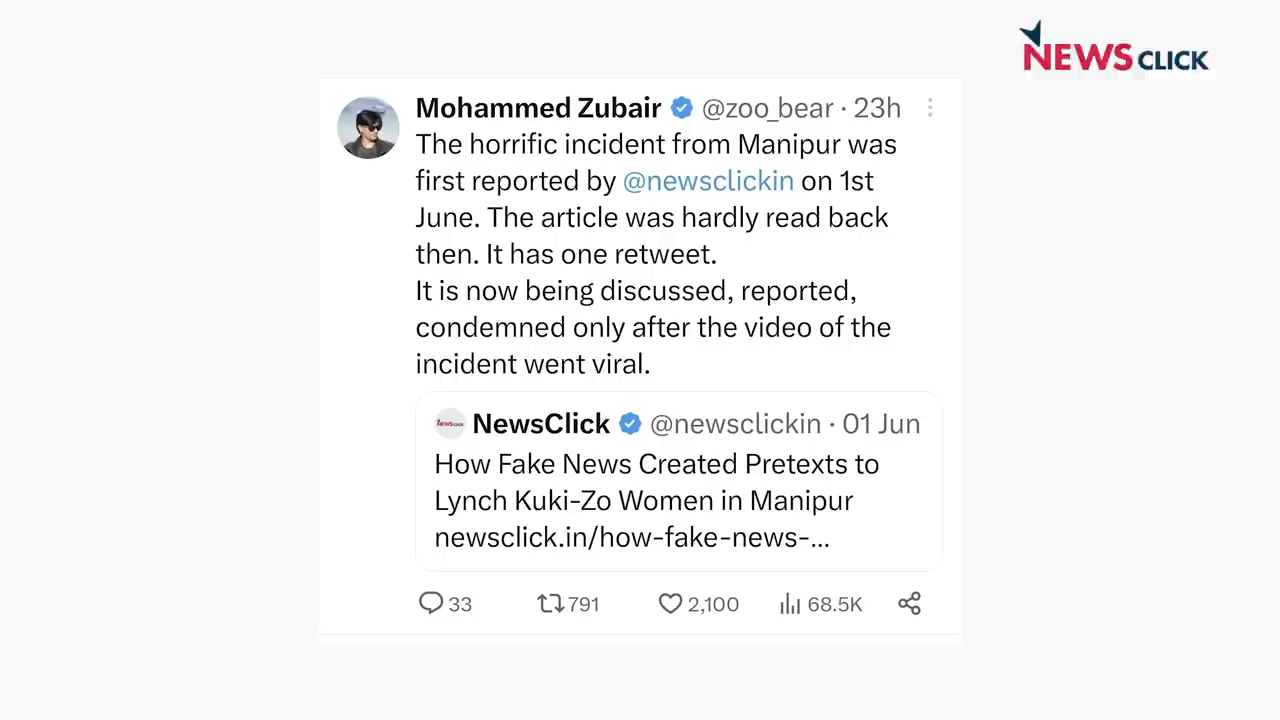 NEWS CLICK
Mohammed Zubair @zoo_bear · 23h
The horrific incident from Manipur was
first reported by @newsclickin on 1st
June. The article was hardly read back
then. It has one retweet.
It is now being discussed, reported,
condemned only after the video of the
incident went viral.
NewsClick @newsclickin · 01 Jun
How Fake News Created Pretexts to
Lynch Kuki-Zo Women in Manipur
newsclick.in/how-fake-news-...
33 791 2,100 68.5K